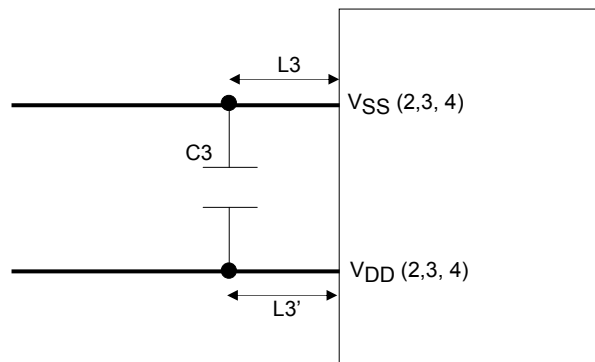 L3
VSS (2,3, 4)
C3
VDD (2,3, 4)
L3’